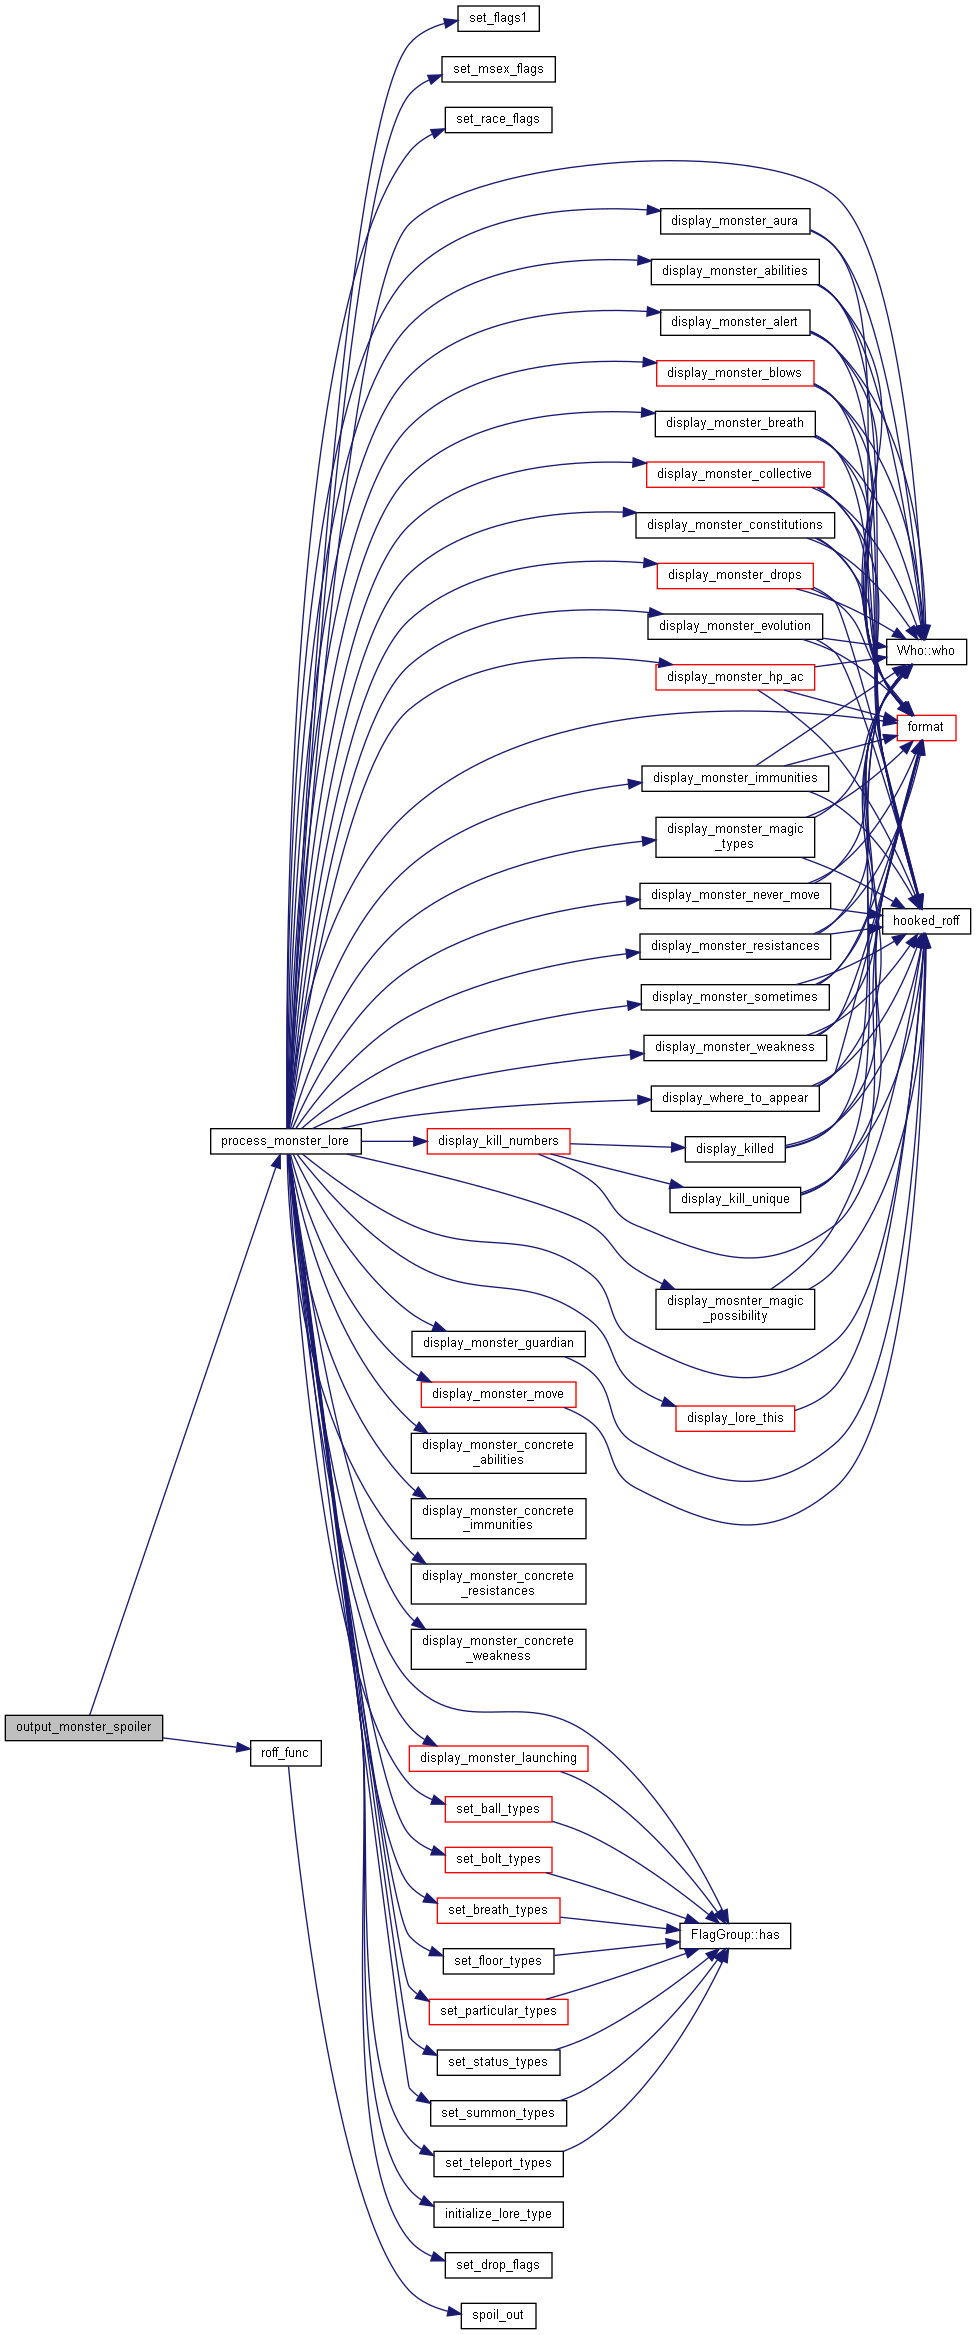 set_flags1
set_msex_flags
set_race_flags
display_monster_aura
display_monster_abilities
display_monster_alert
display_monster_blows
display_monster_breath
display_monster_collective
display_monster_constitutions
display_monster_drops
display_monster_evolution
Who::who
display_monster_hp_ac
format
display_monster_immunities
display_monster_magic
_types
display_monster_never_move
hooked_roff
display_monster_resistances
display_monster_sometimes
display_monster_weakness
display_where_to_appear
process_monster_lore
display_kill_numbers
display_killed
display_kill_unique
display_mosnter_magic
_possibility
display_monster_guardian
display_monster_move
display_lore_this
display_monster_concrete
_abilities
display_monster_concrete
_immunities
display_monster_concrete
_resistances
display_monster_concrete
_weakness
output_monster_spoiler
roff_func
display_monster_launching
set_ball_types
set_bolt_types
set_breath_types
FlagGroup::has
set_floor_types
set_particular_types
set_status_types
set_summon_types
set_teleport_types
initialize_lore_type
set_drop_flags
spoil_out